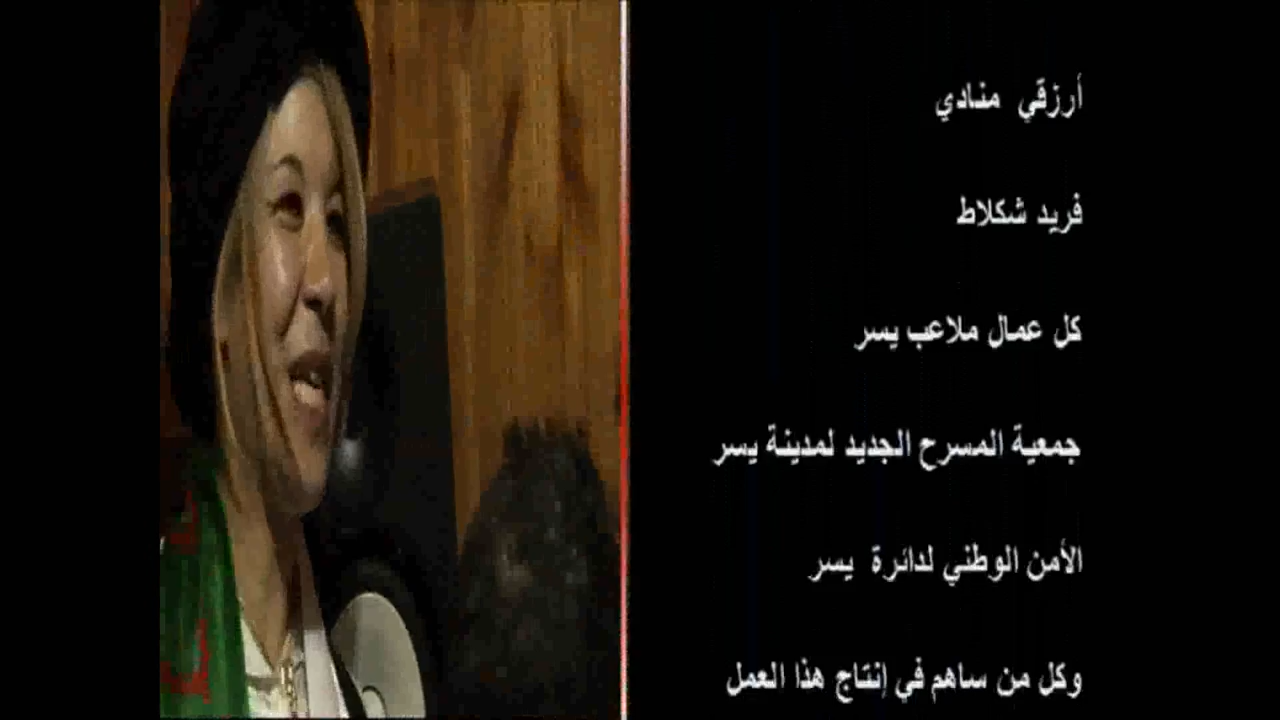 أرزقي منادي
فريد شكلاط
كل عمال ملاعب يسر
جمعية المسرح الجديد لمدينة يسر
الأمن الوطني لدائرة يسر
وكل من ساهم في إنتاج هذا العمل